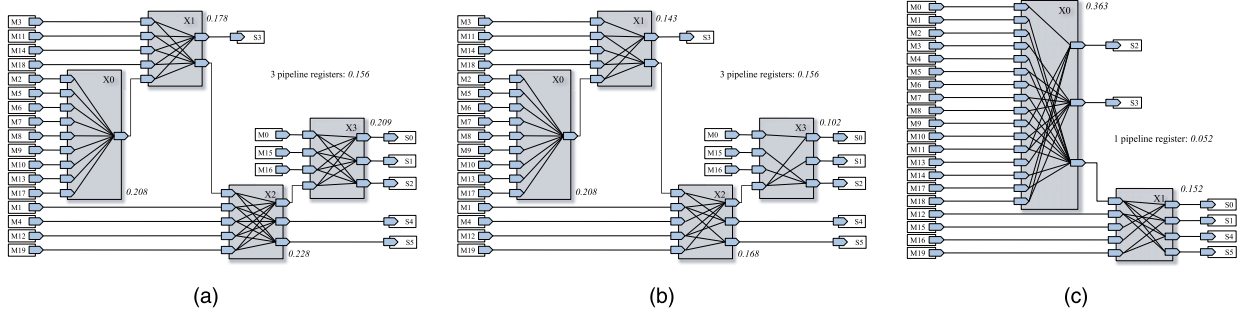 X1 0.178
M3
M11
M14
M18
S3
3 pipeline registers: 0.156
X0
M2
M5
M6
M7
M8
M9
M10
M13
M17
0.208
X3 0.209
M0
M15
M16
S0
S1
S2
X2
M1
M4
M12
M19
0.228
S4
S5
(a)
X1 0.143
M3
M11
M14
M18
S3
3 pipeline registers: 0.156
X0
M2
M5
M6
M7
M8
M9
M10
M13
M17
0.208
X3 0.102
M0
M15
M16
S0
S1
S2
X2
M1
M4
M12
M19
0.168
S4
S5
(b)
X0 0.363
M0
M1
M2
M3
M4
M5
M6
M7
M8
M9
M10
M11
M13
M14
M17
M18
S2
S3
1 pipeline register: 0.052
X1 0.152
M12
M15
M16
M19
S0
S1
S4
S5
(c)